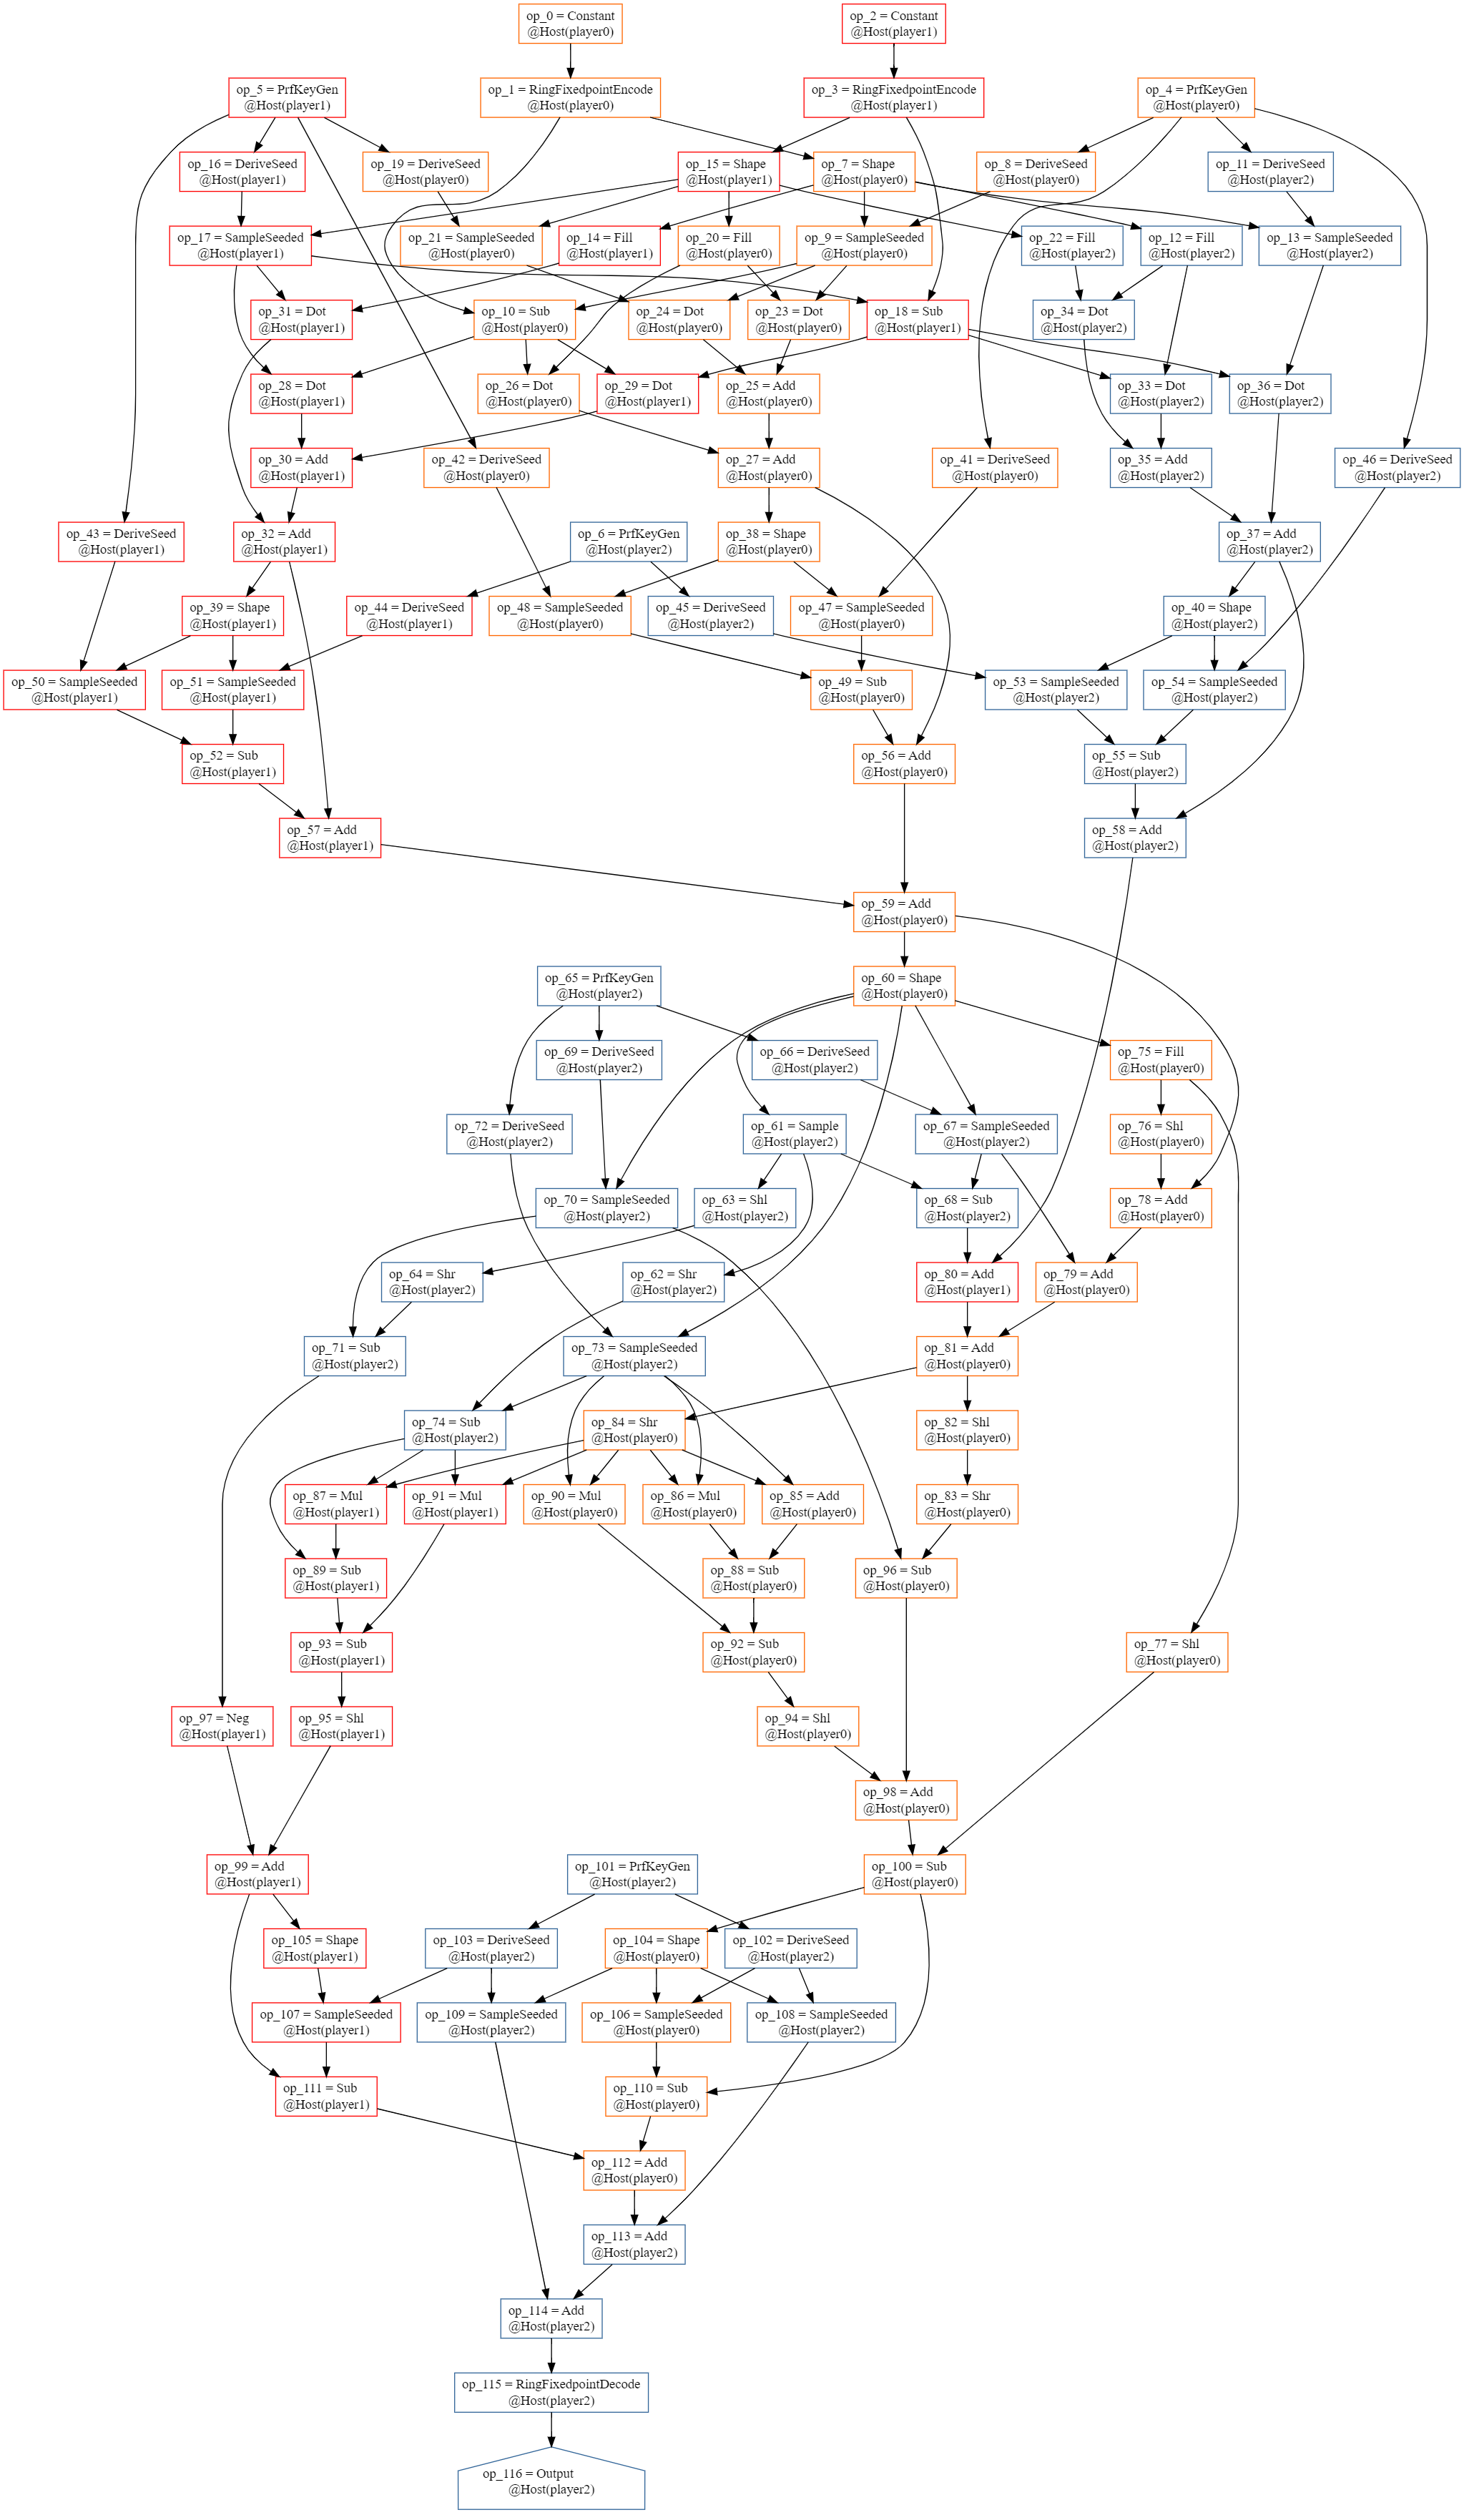 op_0 = Constant
@Host(player0)
op_2 = Constant
@Host(player1)
op_5 = PrfKeyGen
@Host(player1)
op_1 = RingFixedpointEncode
@Host(player0)
op_3 = RingFixedpointEncode
@Host(player1)
op_4 = PrfKeyGen
@Host(player0)
op_16 = DeriveSeed
@Host(player1)
op_19 = DeriveSeed
@Host(player0)
op_15 = Shape
@Host(player1)
op_7 = Shape
@Host(player0)
op_8 = DeriveSeed
@Host(player0)
op_11 = DeriveSeed
@Host(player2)
op_17 = SampleSeeded
@Host(player1)
op_21 = SampleSeeded
@Host(player0)
op_14 = Fill
@Host(player1)
op_20 = Fill
@Host(player0)
op_9 = SampleSeeded
@Host(player0)
op_22 = Fill
@Host(player2)
op_12 = Fill
@Host(player2)
op_13 = SampleSeeded
@Host(player2)
op_31 = Dot
@Host(player1)
op_10 = Sub
@Host(player0)
op_24 = Dot
@Host(player0)
op_23 = Dot
@Host(player0)
op_18 = Sub
@Host(player1)
op_34 = Dot
@Host(player2)
op_28 = Dot
@Host(player1)
op_26 = Dot
@Host(player0)
op_29 = Dot
@Host(player1)
op_25 = Add
@Host(player0)
op_33 = Dot
@Host(player2)
op_36 = Dot
@Host(player2)
op_30 = Add
@Host(player1)
op_42 = DeriveSeed
@Host(player0)
op_27 = Add
@Host(player0)
op_41 = DeriveSeed
@Host(player0)
op_35 = Add
@Host(player2)
op_46 = DeriveSeed
@Host(player2)
op_43 = DeriveSeed
@Host(player1)
op_32 = Add
@Host(player1)
op_6 = PrfKeyGen
@Host(player2)
op_38 = Shape
@Host(player0)
op_37 = Add
@Host(player2)
op_39 = Shape
@Host(player1)
op_44 = DeriveSeed
@Host(player1)
op_48 = SampleSeeded
@Host(player0)
op_45 = DeriveSeed
@Host(player2)
op_47 = SampleSeeded
@Host(player0)
op_40 = Shape
@Host(player2)
op_50 = SampleSeeded
@Host(player1)
op_51 = SampleSeeded
@Host(player1)
op_49 = Sub
@Host(player0)
op_53 = SampleSeeded
@Host(player2)
op_54 = SampleSeeded
@Host(player2)
op_52 = Sub
@Host(player1)
op_56 = Add
@Host(player0)
op_55 = Sub
@Host(player2)
op_57 = Add
@Host(player1)
op_58 = Add
@Host(player2)
op_59 = Add
@Host(player0)
op_65 = PrfKeyGen
@Host(player2)
op_60 = Shape
@Host(player0)
op_69 = DeriveSeed
@Host(player2)
op_66 = DeriveSeed
@Host(player2)
op_75 = Fill
@Host(player0)
op_72 = DeriveSeed
@Host(player2)
op_61 = Sample
@Host(player2)
op_67 = SampleSeeded
@Host(player2)
op_76 = Shl
@Host(player0)
op_70 = SampleSeeded
@Host(player2)
op_63 = Shl
@Host(player2)
op_68 = Sub
@Host(player2)
op_78 = Add
@Host(player0)
op_64 = Shr
@Host(player2)
op_62 = Shr
@Host(player2)
op_80 = Add
@Host(player1)
op_79 = Add
@Host(player0)
op_71 = Sub
@Host(player2)
op_73 = SampleSeeded
@Host(player2)
op_81 = Add
@Host(player0)
op_74 = Sub
@Host(player2)
op_84 = Shr
@Host(player0)
op_82 = Shl
@Host(player0)
op_87 = Mul
@Host(player1)
op_91 = Mul
@Host(player1)
op_90 = Mul
@Host(player0)
op_86 = Mul
@Host(player0)
op_85 = Add
@Host(player0)
op_83 = Shr
@Host(player0)
op_89 = Sub
@Host(player1)
op_88 = Sub
@Host(player0)
op_96 = Sub
@Host(player0)
op_93 = Sub
@Host(player1)
op_92 = Sub
@Host(player0)
op_77 = Shl
@Host(player0)
op_97 = Neg
@Host(player1)
op_95 = Shl
@Host(player1)
op_94 = Shl
@Host(player0)
op_98 = Add
@Host(player0)
op_99 = Add
@Host(player1)
op_101 = PrfKeyGen
@Host(player2)
op_100 = Sub
@Host(player0)
op_105 = Shape
@Host(player1)
op_103 = DeriveSeed
@Host(player2)
op_104 = Shape
@Host(player0)
op_102 = DeriveSeed
@Host(player2)
op_107 = SampleSeeded
@Host(player1)
op_109 = SampleSeeded
@Host(player2)
op_106 = SampleSeeded
@Host(player0)
op_108 = SampleSeeded
@Host(player2)
op_111 = Sub
@Host(player1)
op_110 = Sub
@Host(player0)
op_112 = Add
@Host(player0)
op_113 = Add
@Host(player2)
op_114 = Add
@Host(player2)
op_115 = RingFixedpointDecode
@Host(player2)
op_116 = Output
@Host(player2)